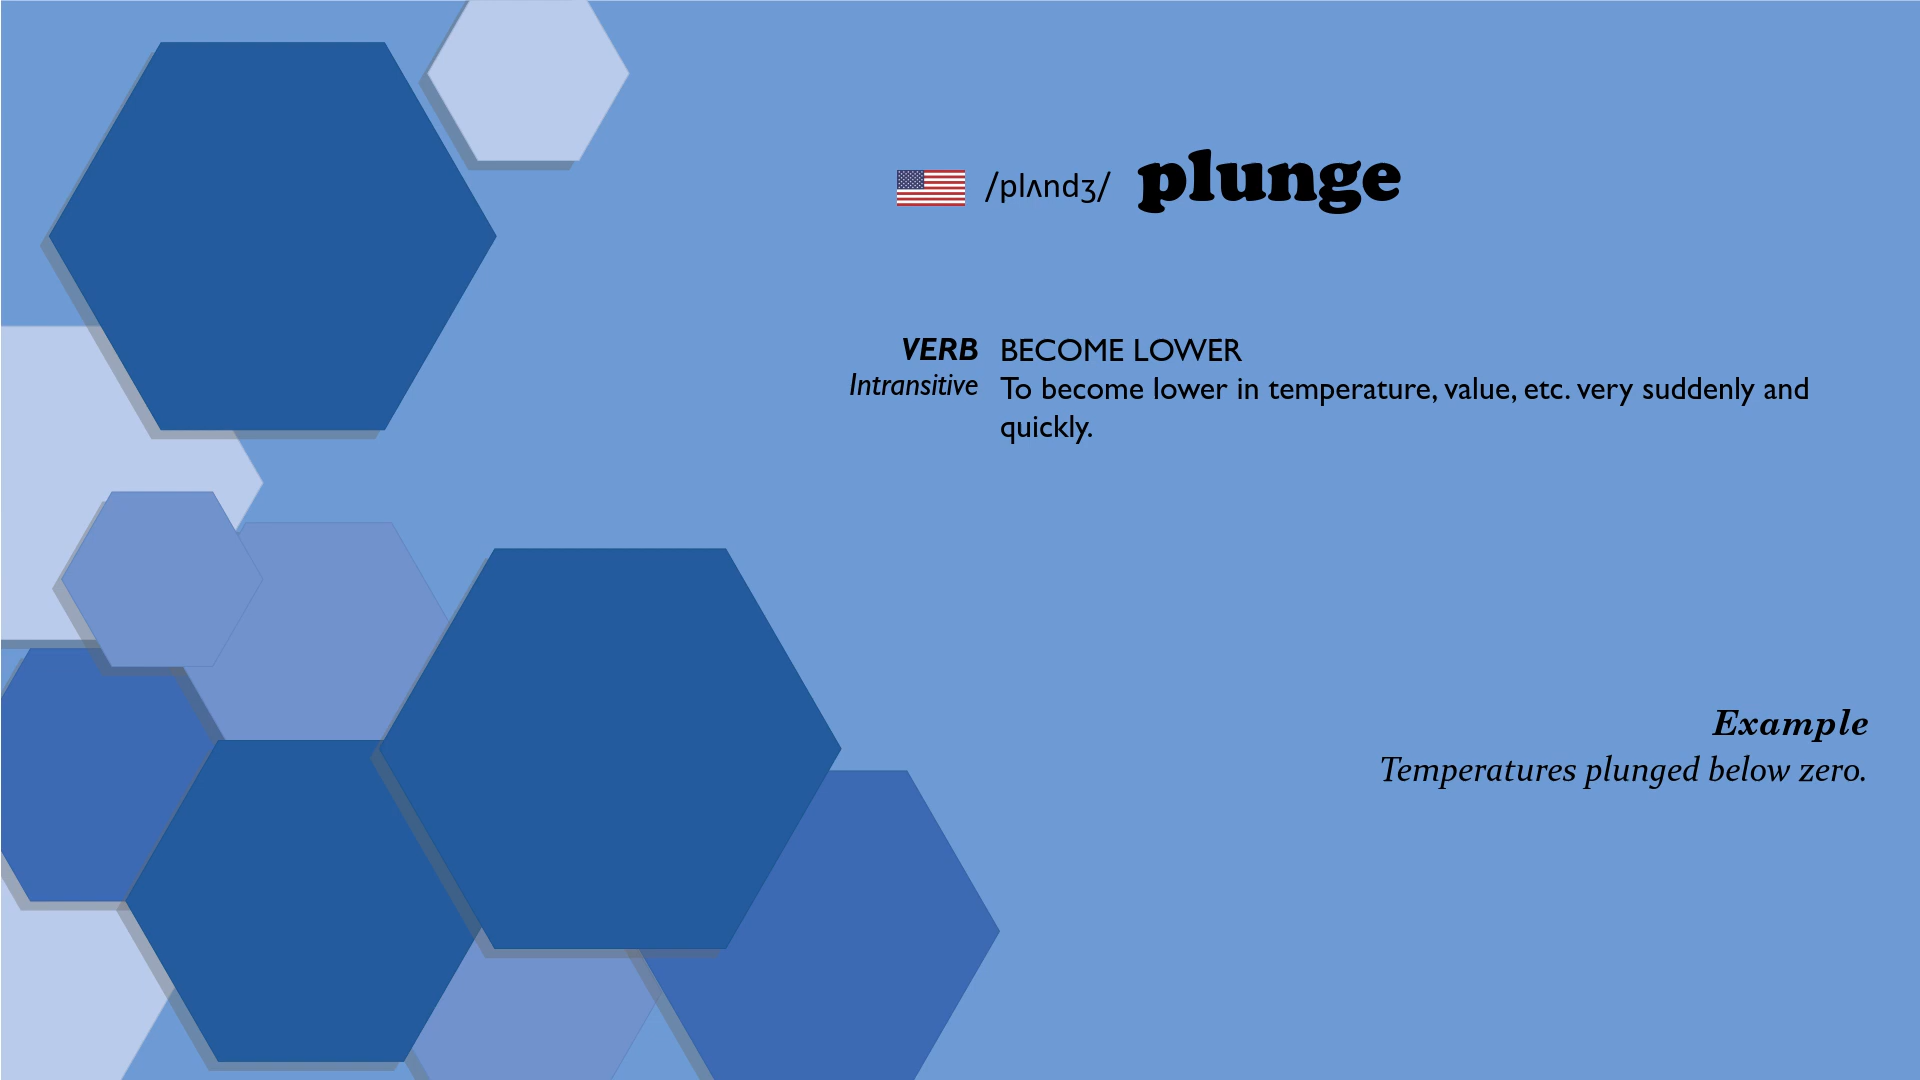 /plʌndʒ/ plunge
VERB BECOME LOWER
Intransitive To become lower in temperature, value, etc. very suddenly and
quickly.
Example
Temperatures plunged below zero.